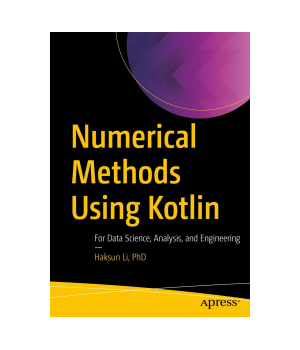 Numerical
Methods
Using Kotlin
For Data Science, Analysis, and Engineering
Haksun Li, PhD
Apress®